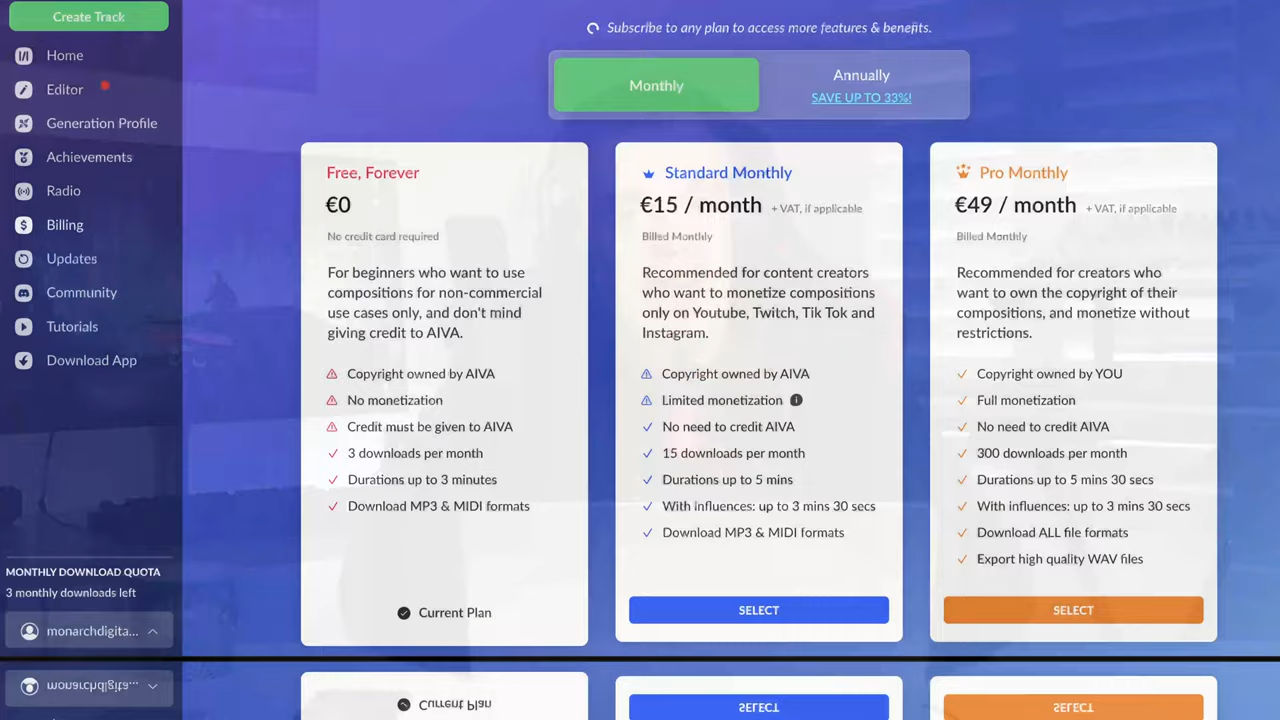 Create Track
Home
Editor
Generation Profile
Achievements
Radio
Billing
Updates
Community
Tutorials
Download App
MONTHLY DOWNLOAD QUOTA
3 monthly downloads left
monarchdigita...
Subscribe to any plan to access more features & benefits.
Monthly
Annually
SAVE UP TO 33%!
Free, Forever
€0
No credit card required
For beginners who want to use
compositions for non-commercial
use cases only, and don't mind
giving credit to AIVA.
Copyright owned by AIVA
No monetization
Credit must be given to AIVA
3 downloads per month
Durations up to 3 minutes
Download MP3 & MIDI formats
Current Plan
Standard Monthly
€15 / month + VAT, if applicable
Billed Monthly
Recommended for content creators
who want to monetize compositions
only on Youtube, Twitch, Tik Tok and
Instagram.
Copyright owned by AIVA
Limited monetization
No need to credit AIVA
15 downloads per month
Durations up to 5 mins
With influences: up to 3 mins 30 secs
Download MP3 & MIDI formats
SELECT
Pro Monthly
€49 / month + VAT, if applicable
Billed Monthly
Recommended for creators who
want to own the copyright of their
compositions, and monetize without
restrictions.
Copyright owned by YOU
Full monetization
No need to credit AIVA
300 downloads per month
Durations up to 5 mins 30 secs
With influences: up to 3 mins 30 secs
Download ALL file formats
Export high quality WAV files
SELECT
monarchdigita...
Current Plan
SELECT
SELECT